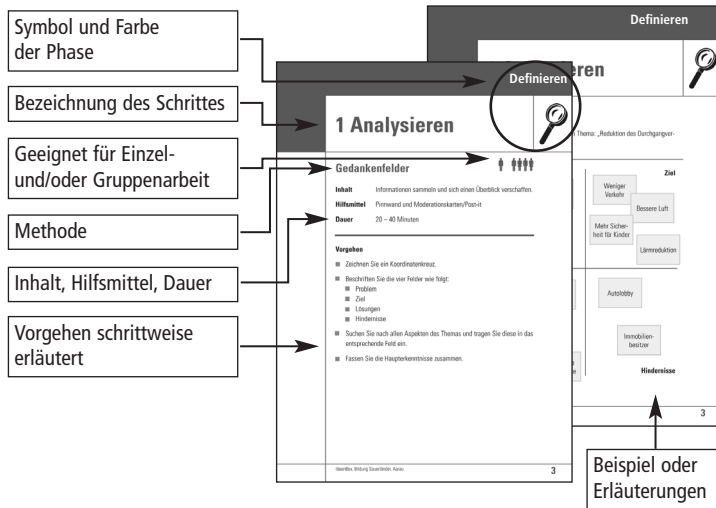 Symbol und Farbe
der Phase
Bezeichnung des Schrittes
Geeignet für Einzel-
und/oder Gruppenarbeit
Methode
Inhalt, Hilfsmittel, Dauer
Vorgehen schrittweise
erläutert
Definieren
1 Analysieren
Gedankenfelder
Inhalt Informationen sammeln und sich einen Überblick verschaffen.
Hilfsmittel Pinnwand und Moderationskarten/Post-it
Dauer 20 – 40 Minuten
Vorgehen
Zeichnen Sie ein Koordinatenkreuz.
Beschriften Sie die vier Felder wie folgt:
Problem
Ziel
Lösungen
Hindernisse
Suchen Sie nach allen Aspekten des Themas und tragen Sie diese in das
entsprechende Feld ein.
Fassen Sie die Haupterkenntnisse zusammen.
IdeenBox, Bildung Sauerländer, Aarau
3
Definieren
eren
Thema: „Reduktion des Durchgangver-
Ziel
Weniger
Verkehr
Bessere Luft
Mehr Sicher-
heit für Kinder
Lärmreduktion
Autolobby
Immobilien-
besitzer
Hindernisse
3
Beispiel oder
Erläuterungen